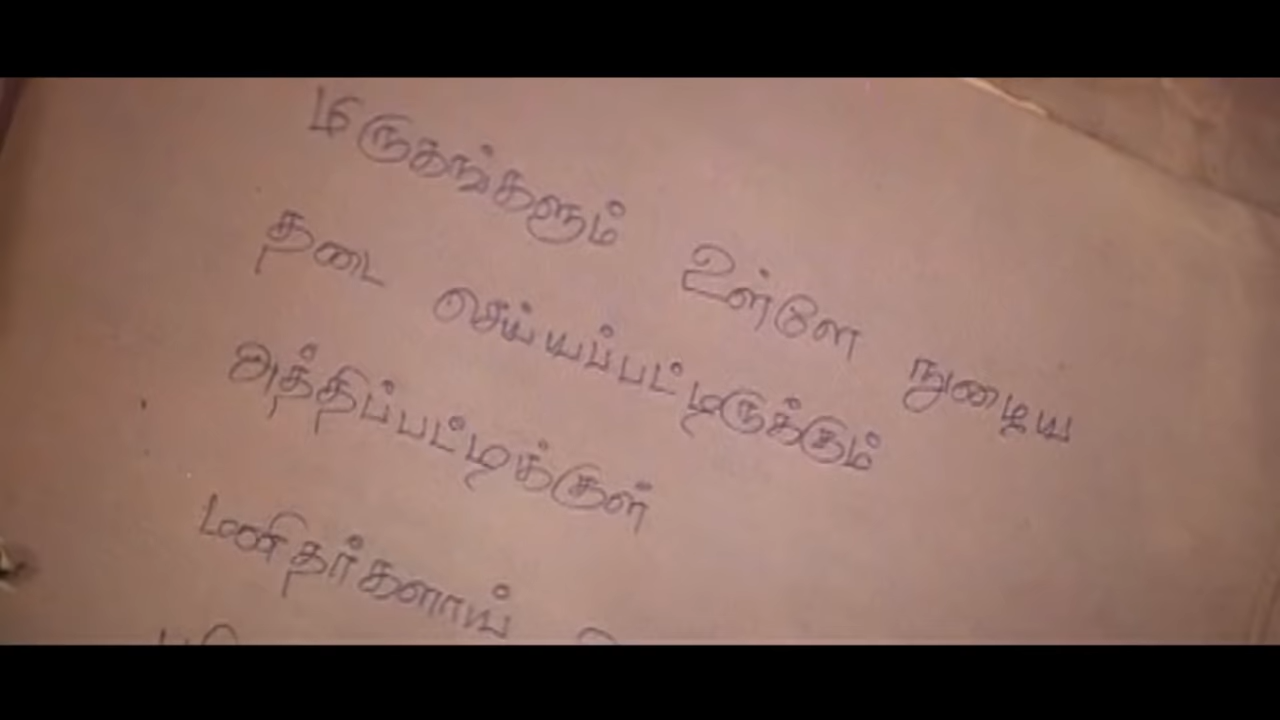 மிருகங்களும் உள்ளே நுழைய
தடை செய்யப்பட்டிருக்கும்
அத்திப்பட்டிக்குள்
மனிதர்களாய்